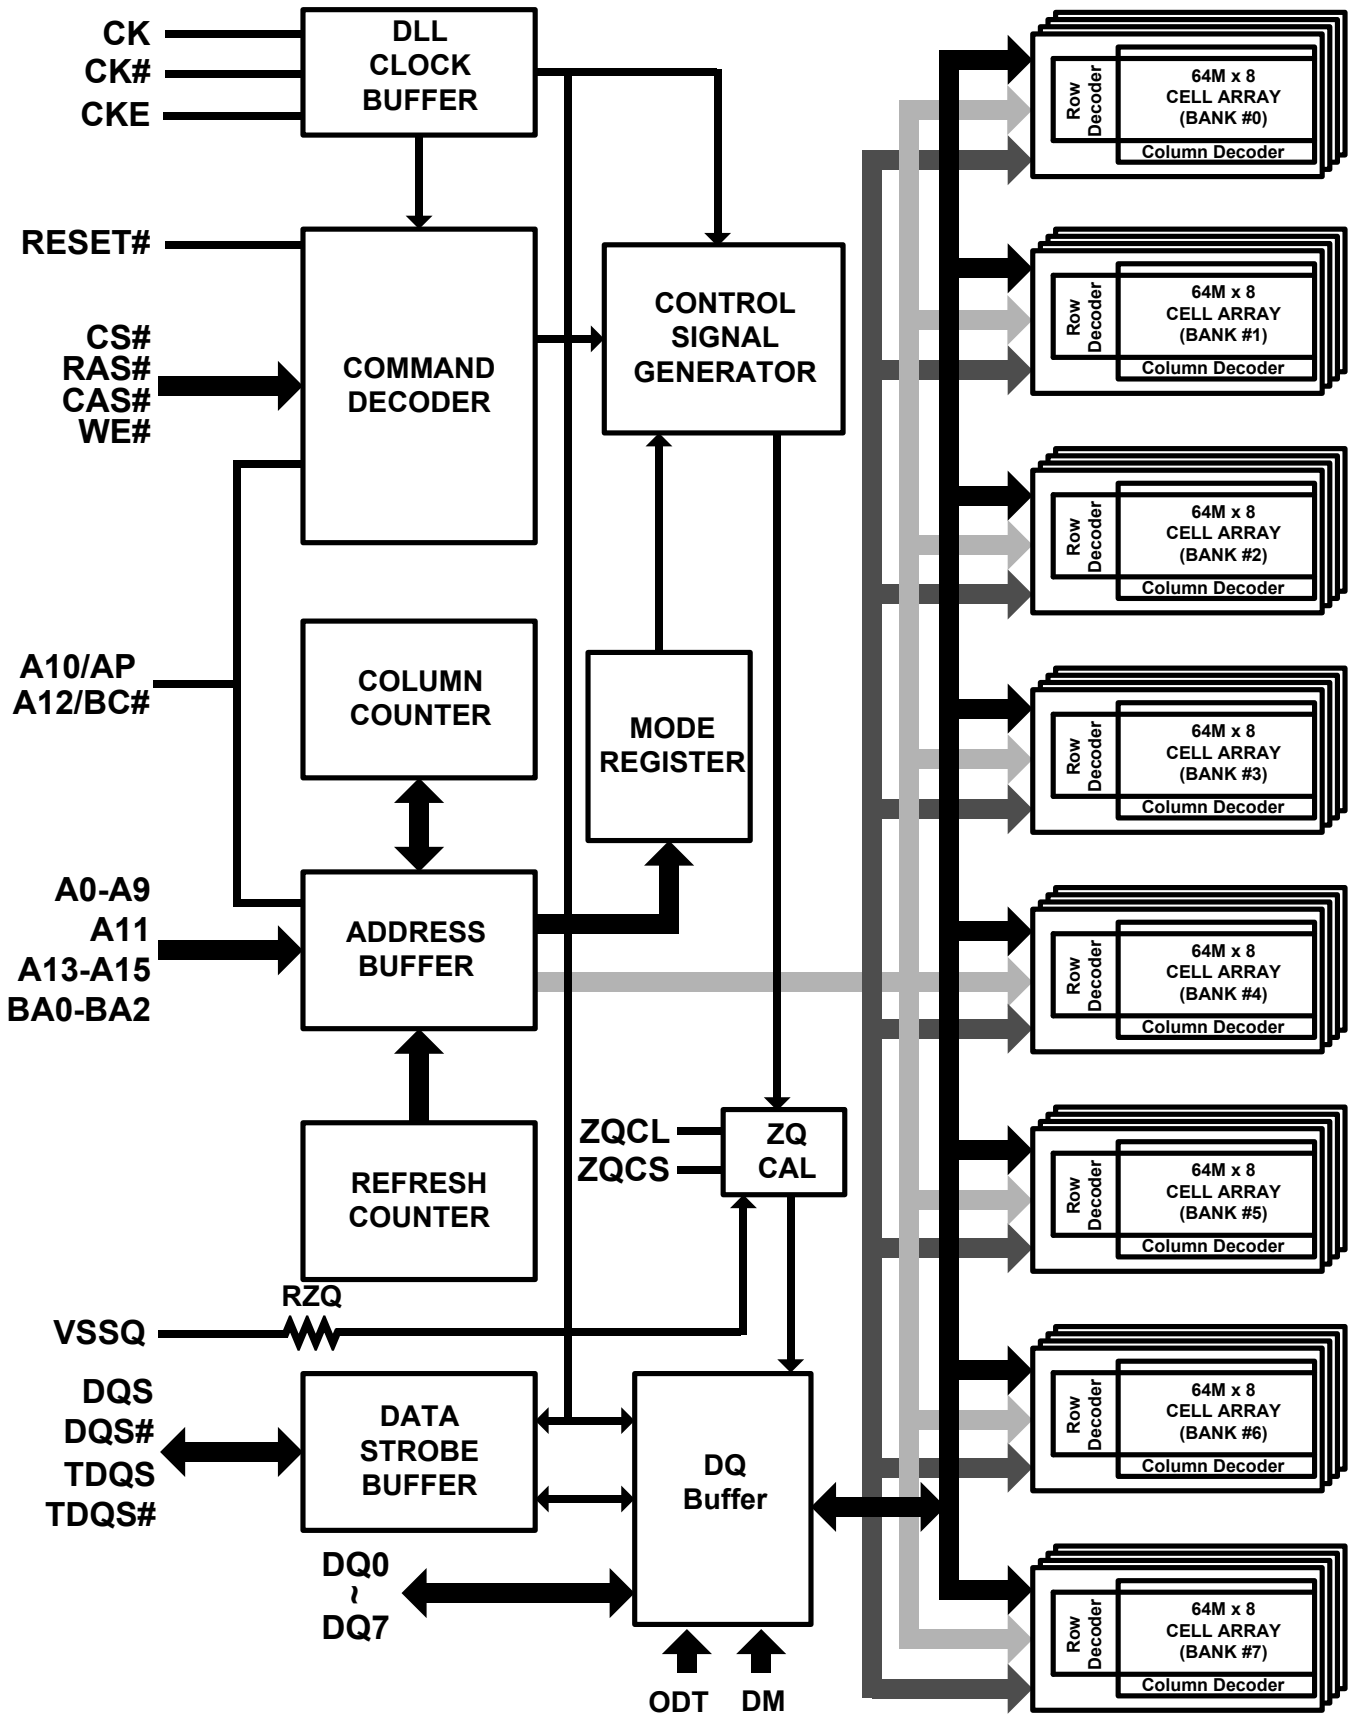 CK
CK#
CKE
DLL
CLOCK
BUFFER
RESET#
CS#
RAS#
CAS#
WE#
COMMAND
DECODER
CONTROL
SIGNAL
GENERATOR
A10/AP
A12/BC#
COLUMN
COUNTER
MODE
REGISTER
A0-A9
A11
A13-A15
BA0-BA2
ADDRESS
BUFFER
REFRESH
COUNTER
ZQCL
ZQCS
ZQ
CAL
RZQ
VSSQ
DQS
DQS#
TDQS
TDQS#
DATA
STROBE
BUFFER
DQ
Buffer
DQ0
~
DQ7
ODT
DM
Row
Decoder
64M x 8
CELL ARRAY
(BANK #0)
Column Decoder
Row
Decoder
64M x 8
CELL ARRAY
(BANK #1)
Column Decoder
Row
Decoder
64M x 8
CELL ARRAY
(BANK #2)
Column Decoder
Row
Decoder
64M x 8
CELL ARRAY
(BANK #3)
Column Decoder
Row
Decoder
64M x 8
CELL ARRAY
(BANK #4)
Column Decoder
Row
Decoder
64M x 8
CELL ARRAY
(BANK #5)
Column Decoder
Row
Decoder
64M x 8
CELL ARRAY
(BANK #6)
Column Decoder
Row
Decoder
64M x 8
CELL ARRAY
(BANK #7)
Column Decoder